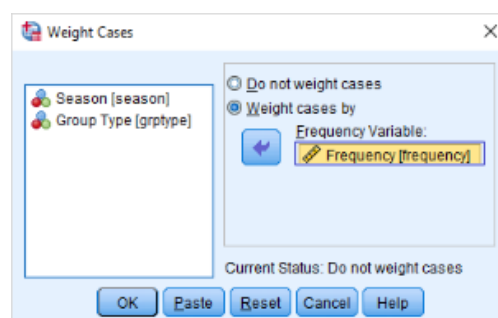 Weight Cases
Season [season]
Group Type [grptype]
Do not weight cases
Weight cases by
Frequency Variable:
Frequency [frequency]
Current Status: Do not weight cases
OK Paste Reset Cancel Help